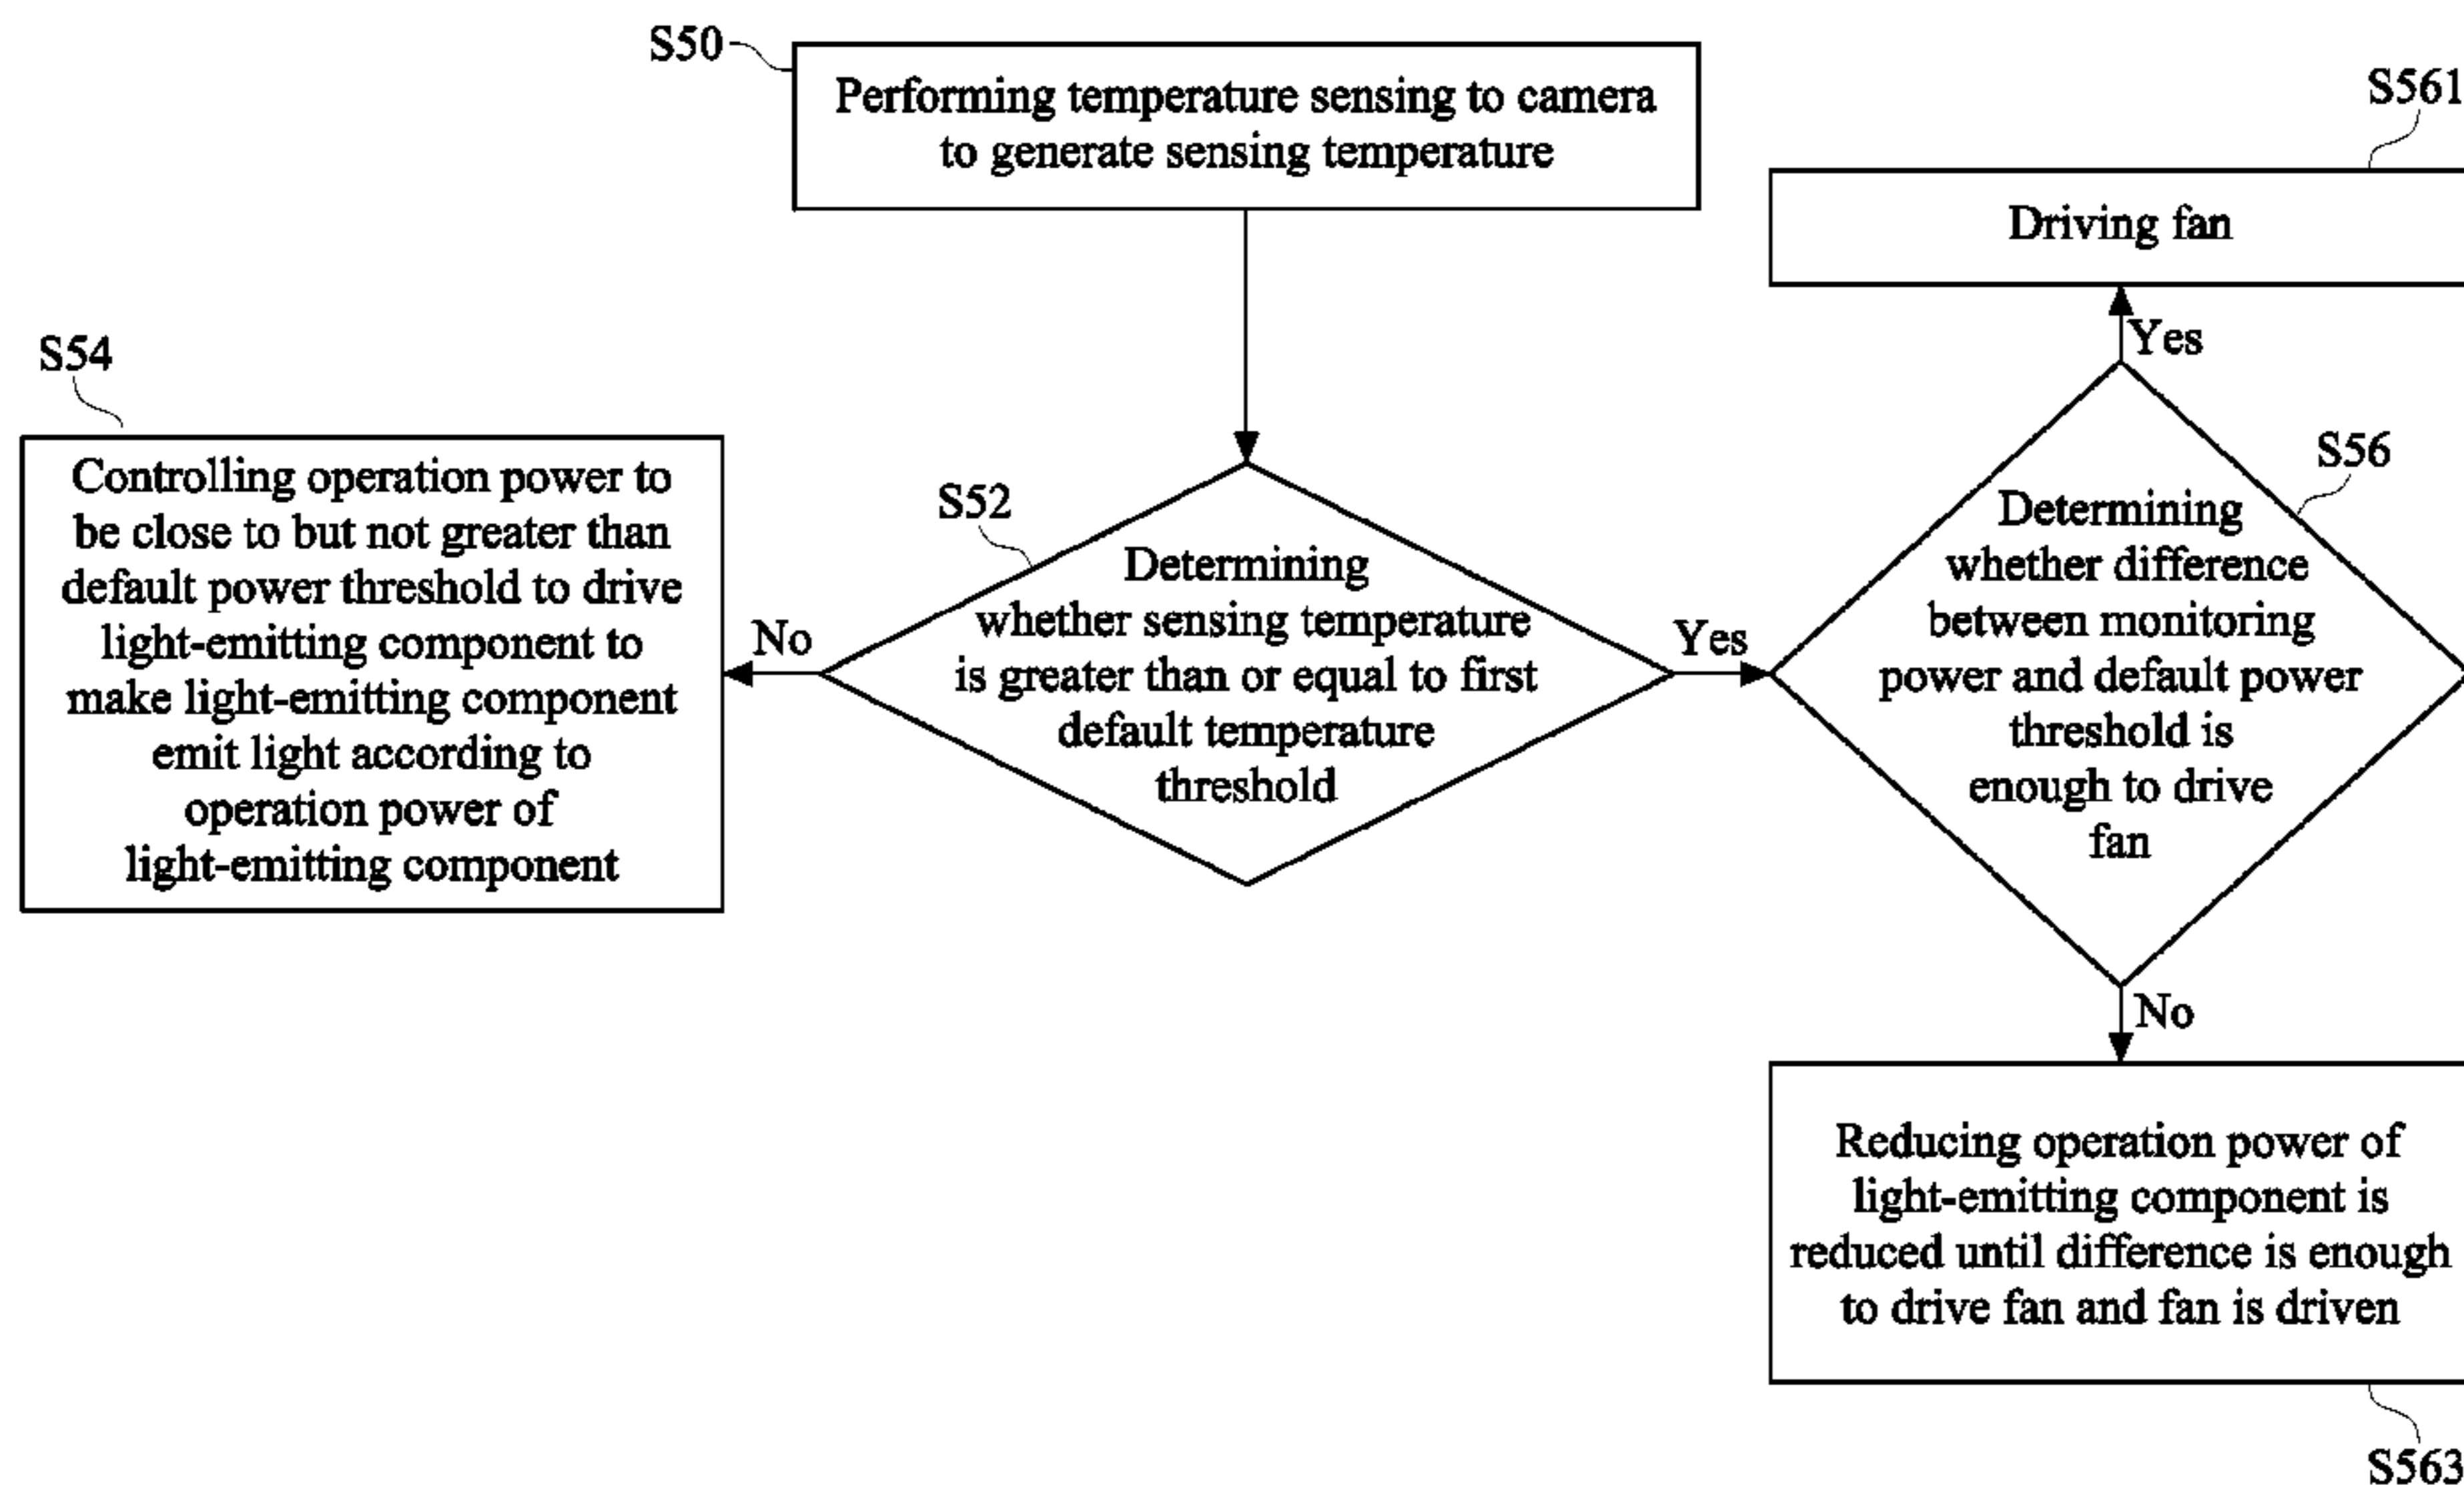 S50
Performing temperature sensing to camera
to generate sensing temperature
S561
Driving fan
Yes
S54
Controlling operation power to
be close to but not greater than
default power threshold to drive
light-emitting component to
make light-emitting component
emit light according to
operation power of
light-emitting component
No
S52
Determining
whether sensing temperature
is greater than or equal to first
default temperature
threshold
Yes
S56
Determining
whether difference
between monitoring
power and default power
threshold is
enough to drive
fan
No
Reducing operation power of
light-emitting component is
reduced until difference is enough
to drive fan and fan is driven
S563